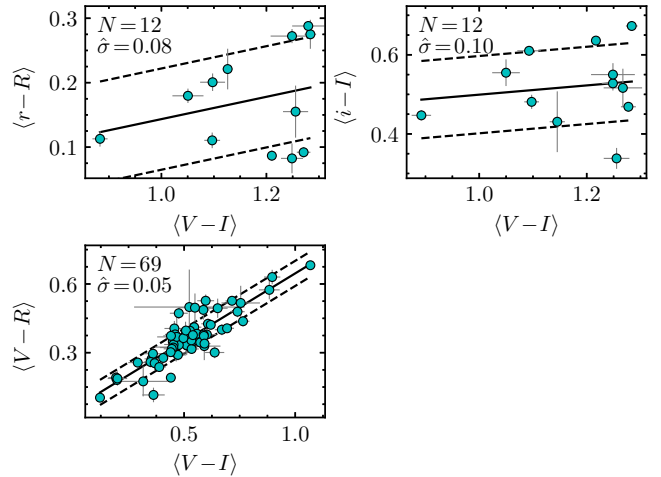 N = 12
σ̂ = 0.08
0.3
0.2
0.1
⟨r − R⟩
1.0
1.2
⟨V − I⟩
N = 12
σ̂ = 0.10
0.6
0.4
⟨i − I⟩
1.0
1.2
⟨V − I⟩
N = 69
σ̂ = 0.05
0.6
0.3
⟨V − R⟩
0.5
1.0
⟨V − I⟩